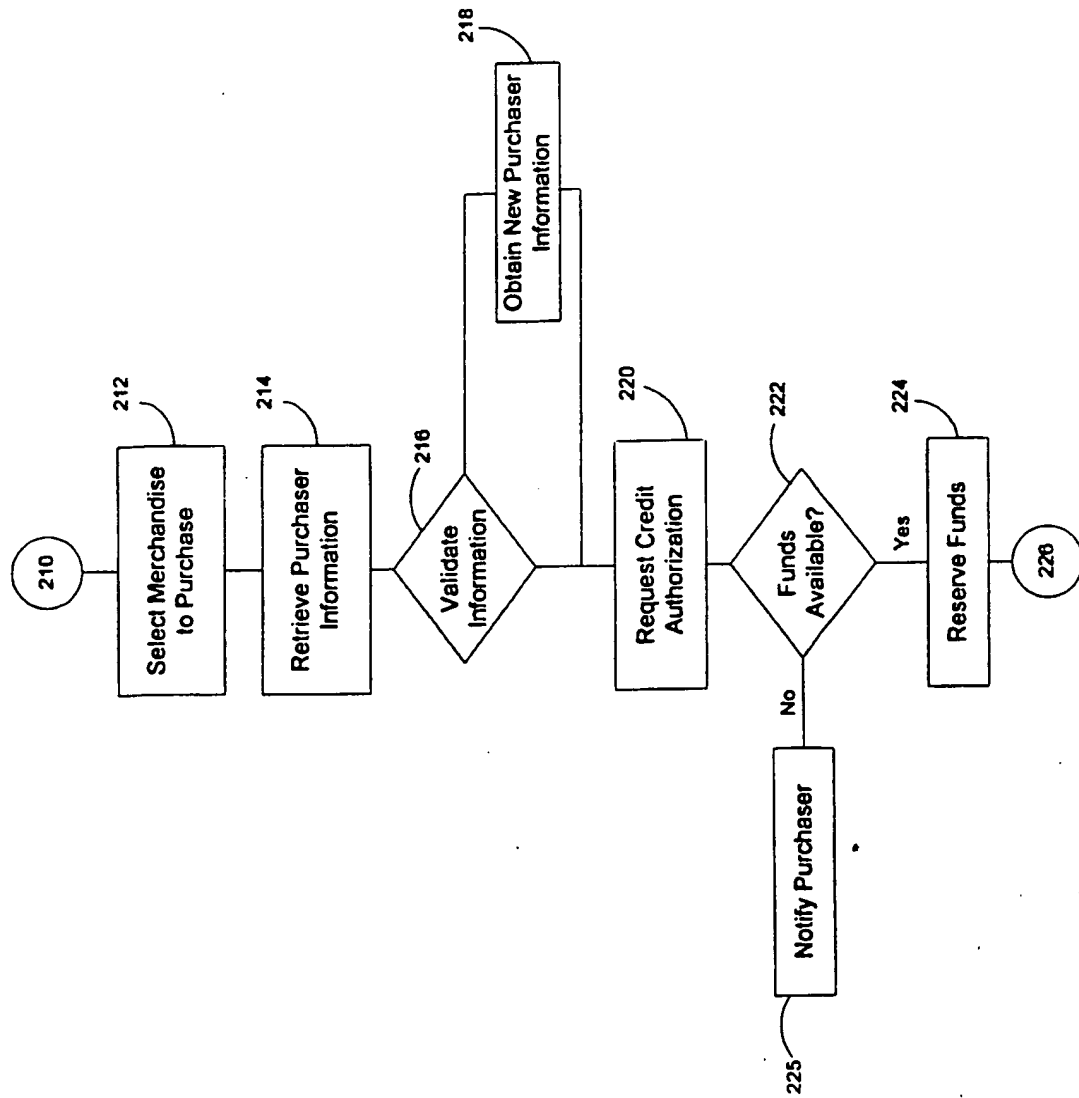 210
Select Merchandise
to Purchase
212
Retrieve Purchaser
Information
214
Validate
Information
216
Obtain New Purchaser
Information
218
Request Credit
Authorization
220
Funds
Available?
222
No
Notify Purchaser
225
Yes
Reserve Funds
224
226